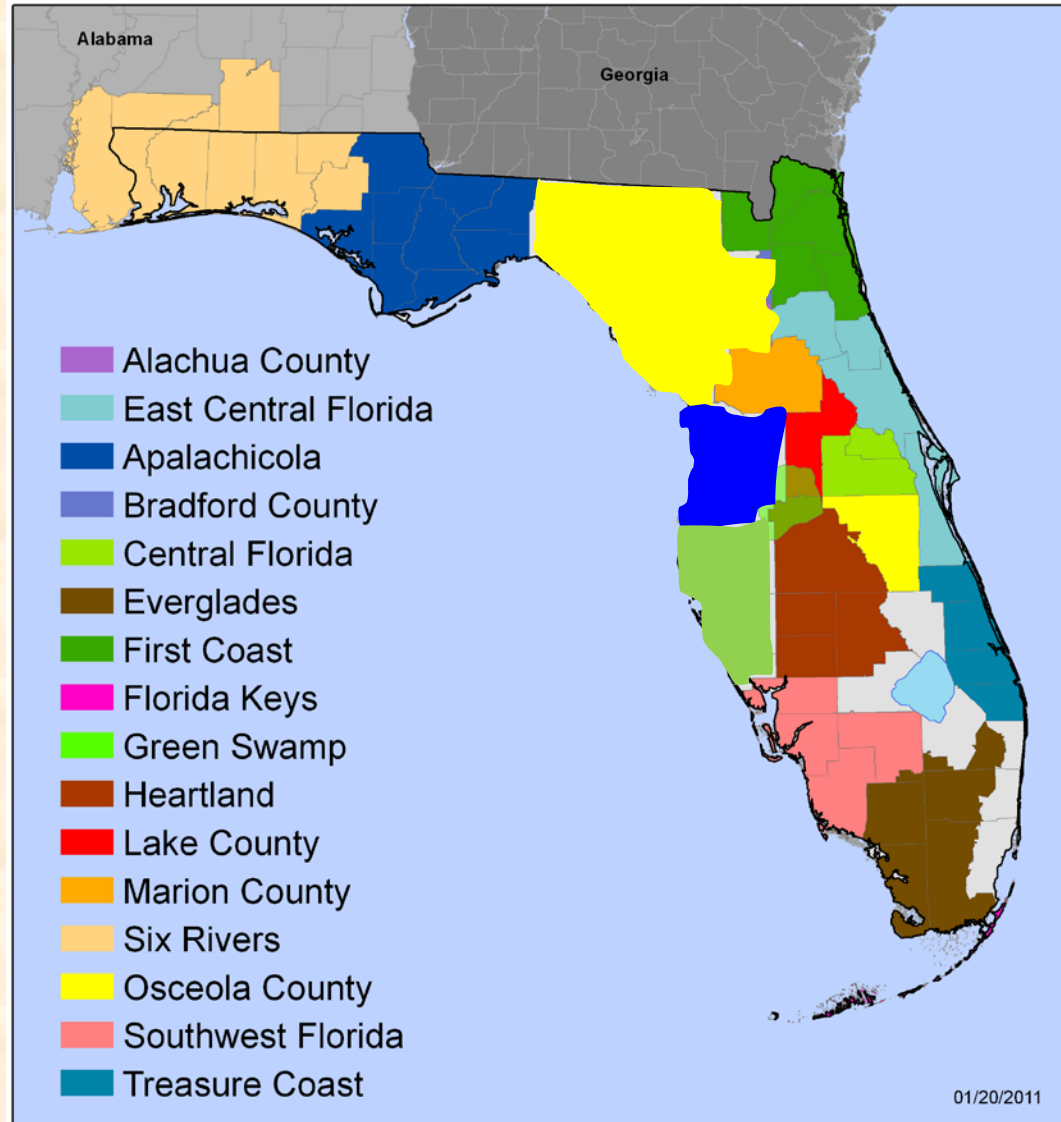 Alabama
Georgia
Alachua County
East Central Florida
Apalachicola
Bradford County
Central Florida
Everglades
First Coast
Florida Keys
Green Swamp
Heartland
Lake County
Marion County
Six Rivers
Osceola County
Southwest Florida
Treasure Coast
01/20/2011